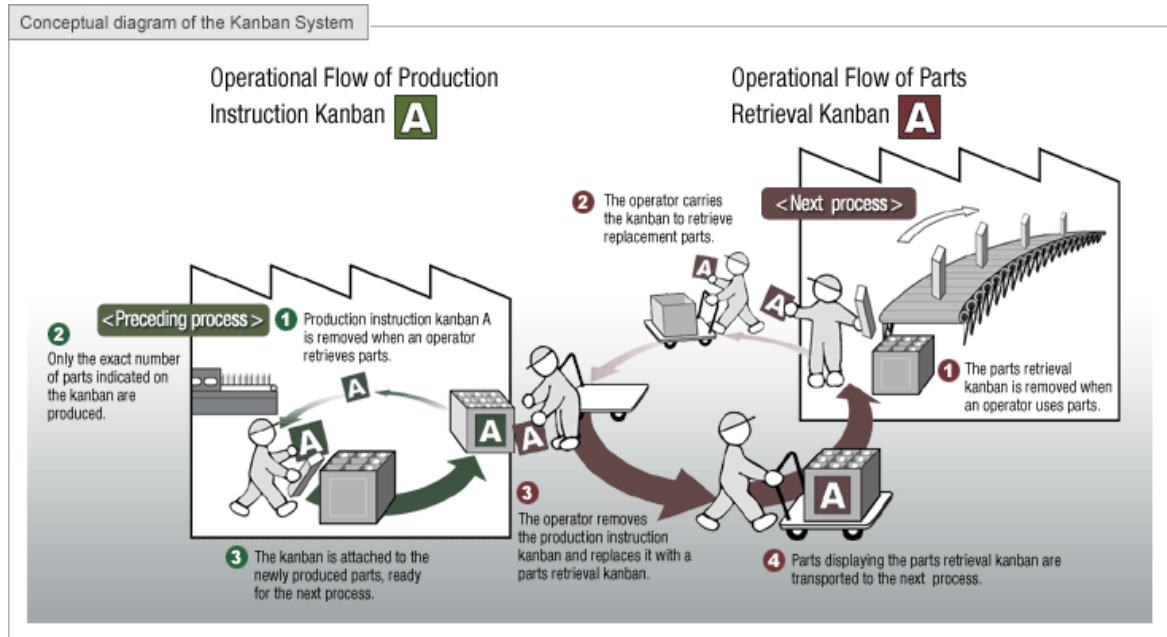 Conceptual diagram of the Kanban System
Operational Flow of Production
Instruction Kanban A
Operational Flow of Parts
Retrieval Kanban A
<Preceding process>
1 Production instruction kanban A
is removed when an operator
retrieves parts.
2
Only the exact number
of parts indicated on
the kanban are
produced.
A
A
A
A
3 The kanban is attached to the
newly produced parts, ready
for the next process.
<Next process>
1 The parts retrieval
kanban is removed when
an operator uses parts.
A
2 The operator carries
the kanban to retrieve
replacement parts.
A
3
The operator removes
the production instruction
kanban and replaces it with a
parts retrieval kanban.
A
4 Parts displaying the parts retrieval kanban are
transported to the next process.